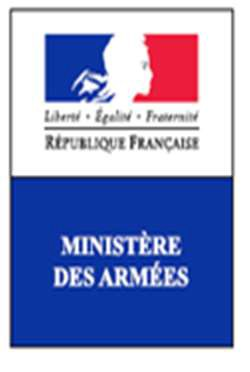 Liberté • Égalité • Fraternité
RÉPUBLIQUE FRANÇAISE
MINISTÈRE
DES ARMÉES